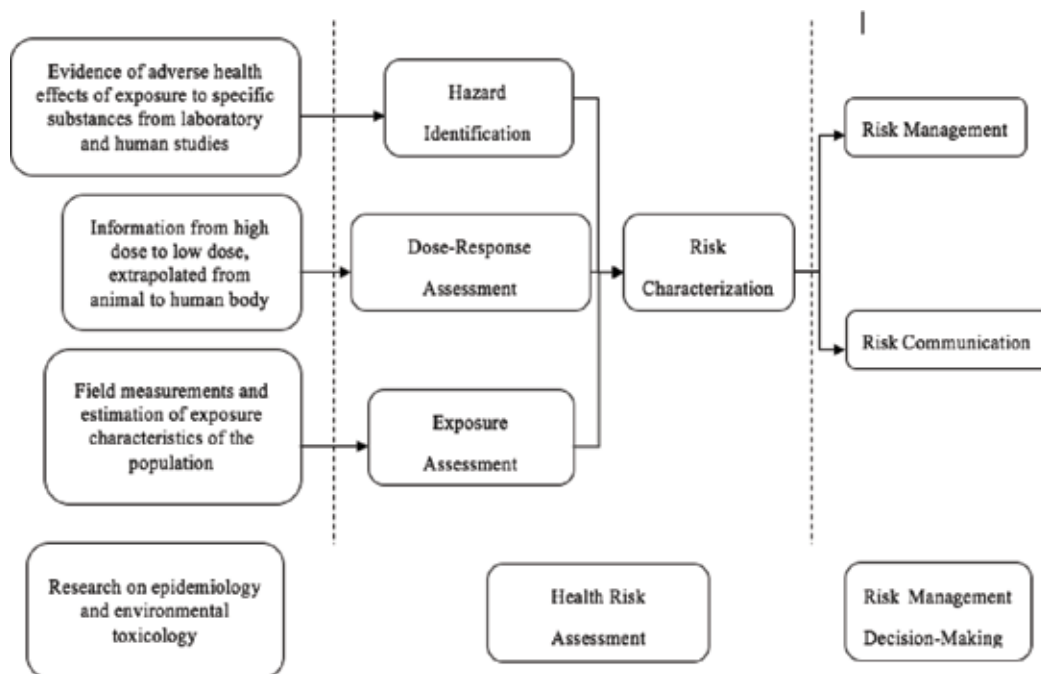 Evidence of adverse health
effects of exposure to specific
substances from laboratory
and human studies
Hazard
Identification
Risk Management
Information from high
dose to low dose,
extrapolated from
animal to human body
Dose-Response
Assessment
Risk
Characterization
Risk Communication
Field measurements and
estimation of exposure
characteristics of the
population
Exposure
Assessment
Research on epidemiology
and environmental
toxicology
Health Risk
Assessment
Risk Management
Decision-Making